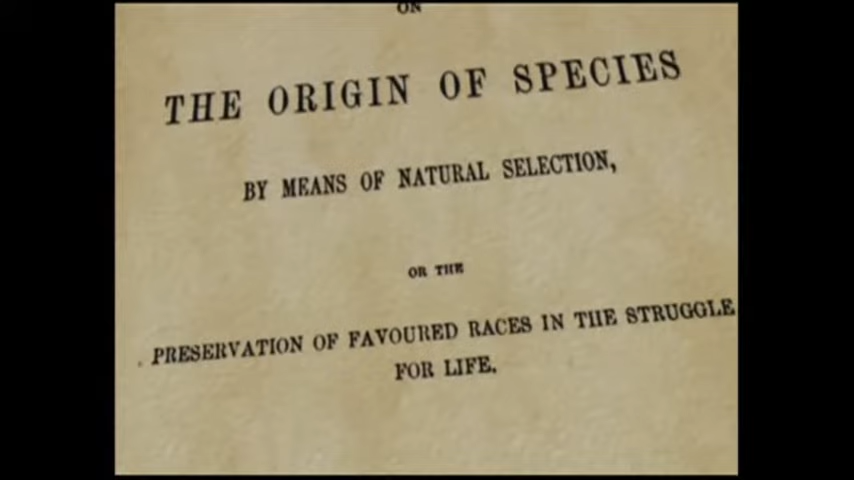 ON
THE ORIGIN OF SPECIES
BY MEANS OF NATURAL SELECTION,
OR THE
PRESERVATION OF FAVOURED RACES IN THE STRUGGLE
FOR LIFE.